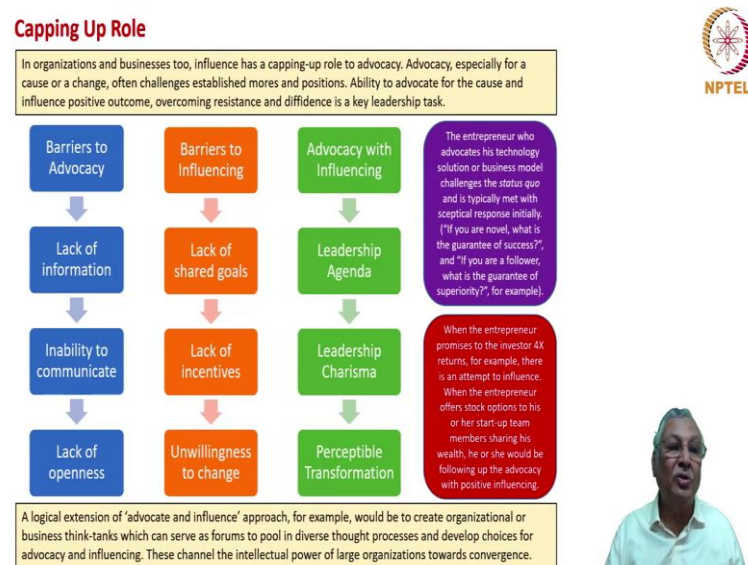 Capping Up Role
NPTEL
In organizations and businesses too, influence has a capping-up role to advocacy. Advocacy, especially for a
cause or a change, often challenges established mores and positions. Ability to advocate for the cause and
influence positive outcome, overcoming resistance and diffidence is a key leadership task.
Barriers to
Advocacy
Lack of
information
Inability to
communicate
Lack of
openness
Barriers to
Influencing
Lack of
shared goals
Lack of
incentives
Unwillingness
to change
Advocacy with
Influencing
Leadership
Agenda
Leadership
Charisma
Perceptible
Transformation
The entrepreneur who
advocates his technology
solution or business model
challenges the status quo
and is typically met with
sceptical response initially.
("If you are novel, what is
the guarantee of success?",
and "If you are a follower,
what is the guarantee of
superiority?", for example).
When the entrepreneur
promises to the investor 4X
returns, for example, there
is an attempt to influence.
When the entrepreneur
offers stock options to his
or her start-up team
members sharing his
wealth, he or she would be
following up the advocacy
with positive influencing.
A logical extension of 'advocate and influence' approach, for example, would be to create organizational or
business think-tanks which can serve as forums to pool in diverse thought processes and develop choices for
advocacy and influencing. These channel the intellectual power of large organizations towards convergence.